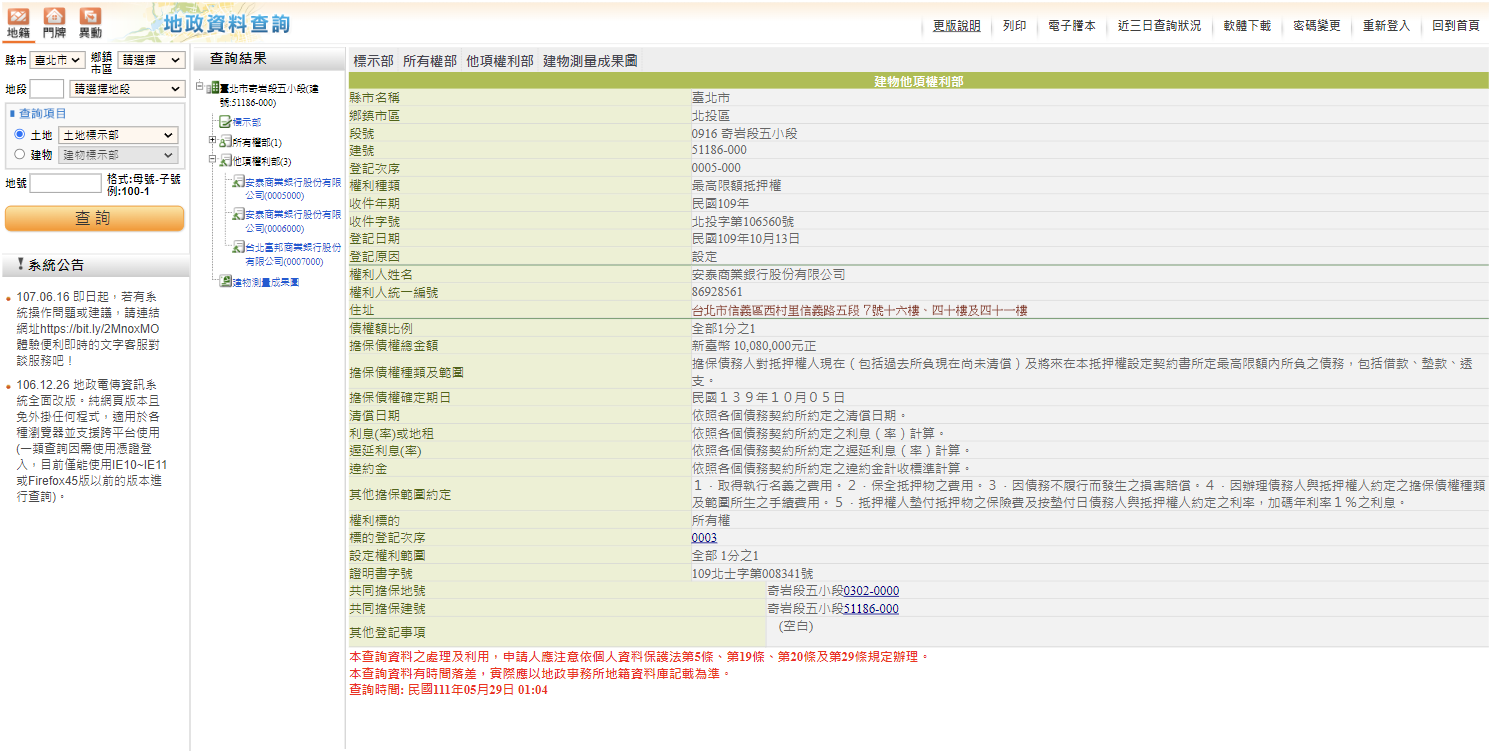 地籍 門牌 異動
地政資料查詢
更版說明 列印 電子謄本 近三日查詢狀況 軟體下載 密碼變更 重新登入 回到首頁
縣市 臺北市 鄉鎮市區 請選擇
地段 請選擇地段
查詢項目
土地 土地標示部
建物 建物標示部
地號 格式:母號-子號
例:100-1
查 詢
系統公告
107.06.16 即日起，若有系
統操作問題或建議，請連結
網址https://bit.ly/2MnoxMO
體驗便利即時的文字客服對
談服務吧！
106.12.26 地政電傳資訊系
統全面改版。純網頁版本且
免外掛任何程式，適用於各
種瀏覽器並支援跨平台使用
(一類查詢因需使用憑證登
入，目前僅能使用IE10~IE11
或Firefox45版以前的版本進
行查詢)。
查詢結果
臺北市奇岩段五小段(建
號:51186-000)
標示部
所有權部(1)
他項權利部(3)
安泰商業銀行股份有限
公司(0005000)
安泰商業銀行股份有限
公司(0006000)
台北富邦商業銀行股份
有限公司(0007000)
建物測量成果圖
標示部 所有權部 他項權利部 建物測量成果圖
建物他項權利部
縣市名稱 臺北市
鄉鎮市區 北投區
段號 0916 奇岩段五小段
建號 51186-000
登記次序 0005-000
權利種類 最高限額抵押權
收件年期 民國109年
收件字號 北投字第106560號
登記日期 民國109年10月13日
登記原因 設定
權利人姓名 安泰商業銀行股份有限公司
權利人統一編號 86928561
住址 台北市信義區西村里信義路五段７號十六樓、四十樓及四十一樓
債權額比例 全部1分之1
擔保債權總金額 新臺幣 10,080,000元正
擔保債權種類及範圍 擔保債務人對抵押權人現在（包括過去所負現在尚未清償）及將來在本抵押權設定契約書所定最高限額內所負之債務，包括借款、墊款、透
支。
擔保債權確定期日 民國１３９年１０月０５日
清償日期 依照各個債務契約所約定之清償日期。
利息(率)或地租 依照各個債務契約所約定之利息（率）計算。
遲延利息(率) 依照各個債務契約所約定之遲延利息（率）計算。
違約金 依照各個債務契約所約定之違約金計收標準計算。
其他擔保範圍約定 １．取得執行名義之費用。２．保全抵押物之費用。３．因債務不履行而發生之損害賠償。４．因辦理債務人與抵押權人約定之擔保債權種類
及範圍所生之手續費用。５．抵押權人墊付抵押物之保險費及按墊付日債務人與抵押權人約定之利率，加碼年利率１％之利息。
權利標的 所有權
標的登記次序 0003
設定權利範圍 全部 1分之1
證明書字號 109北士字第008341號
共同擔保地號 奇岩段五小段0302-0000
共同擔保建號 奇岩段五小段51186-000
其他登記事項 (空白)
本查詢資料之處理及利用，申請人應注意依個人資料保護法第5條、第19條、第20條及第29條規定辦理。
本查詢資料有時間落差，實際應以地政事務所地籍資料庫記載為準。
查詢時間: 民國111年05月29日 01:04